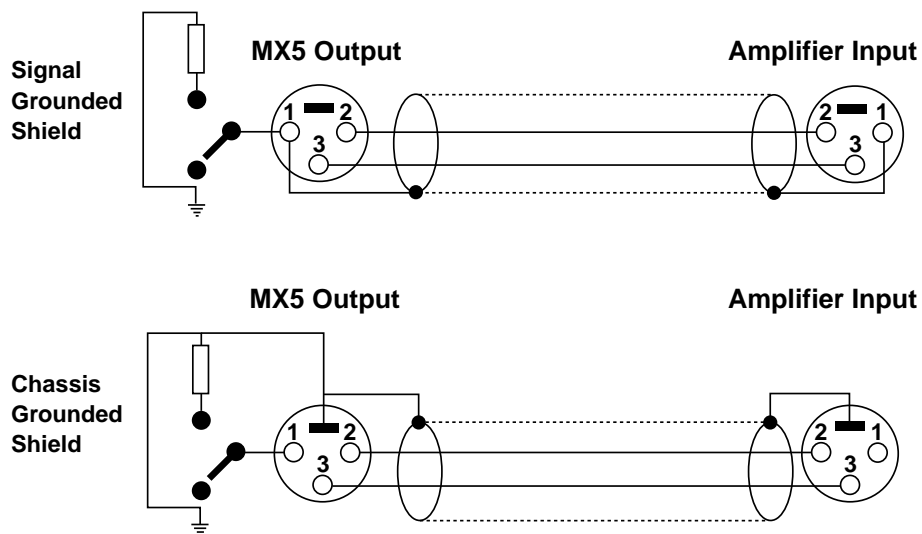 MX5 Output
Amplifier Input
Signal
Grounded
Shield
1 2
3
2 1
3
MX5 Output
Amplifier Input
Chassis
Grounded
Shield
1 2
3
2 1
3